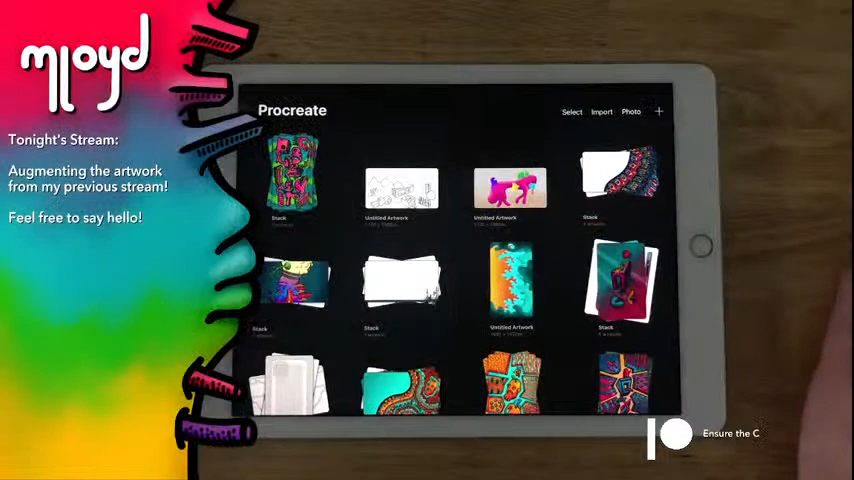 mloyd
Tonight's Stream:
Augmenting the artwork
from my previous stream!
Feel free to say hello!
Procreate
Select Import Photo +
Stack
Untitled Artwork
Untitled Artwork
Stack
Stack
Stack
Untitled Artwork
Stack
Ensure the C